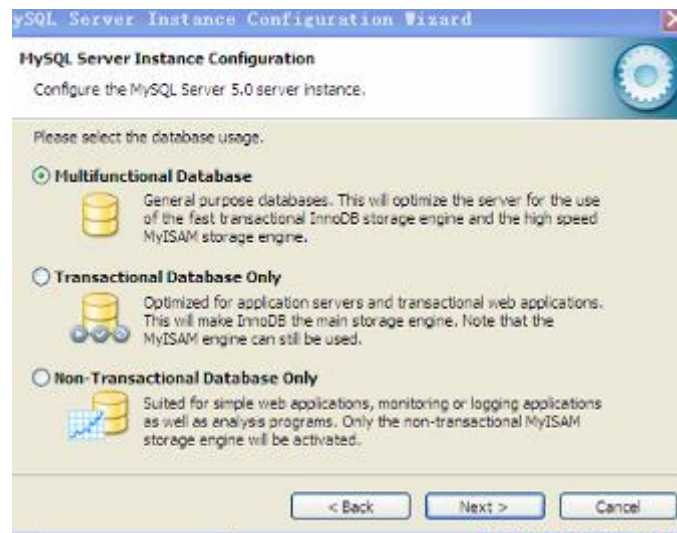 ySQL Server Instance Configuration Wizard
MySQL Server Instance Configuration
Configure the MySQL Server 5.0 server instance.
Please select the database usage.
Multifunctional Database
General purpose databases. This will optimize the server for the use
of the fast transactional InnoDB storage engine and the high speed
MyISAM storage engine.
Transactional Database Only
Optimized for application servers and transactional web applications.
This will make InnoDB the main storage engine. Note that the
MyISAM engine can still be used.
Non-Transactional Database Only
Suited for simple web applications, monitoring or logging applications
as well as analysis programs. Only the non-transactional MyISAM
storage engine will be activated.
< Back
Next >
Cancel